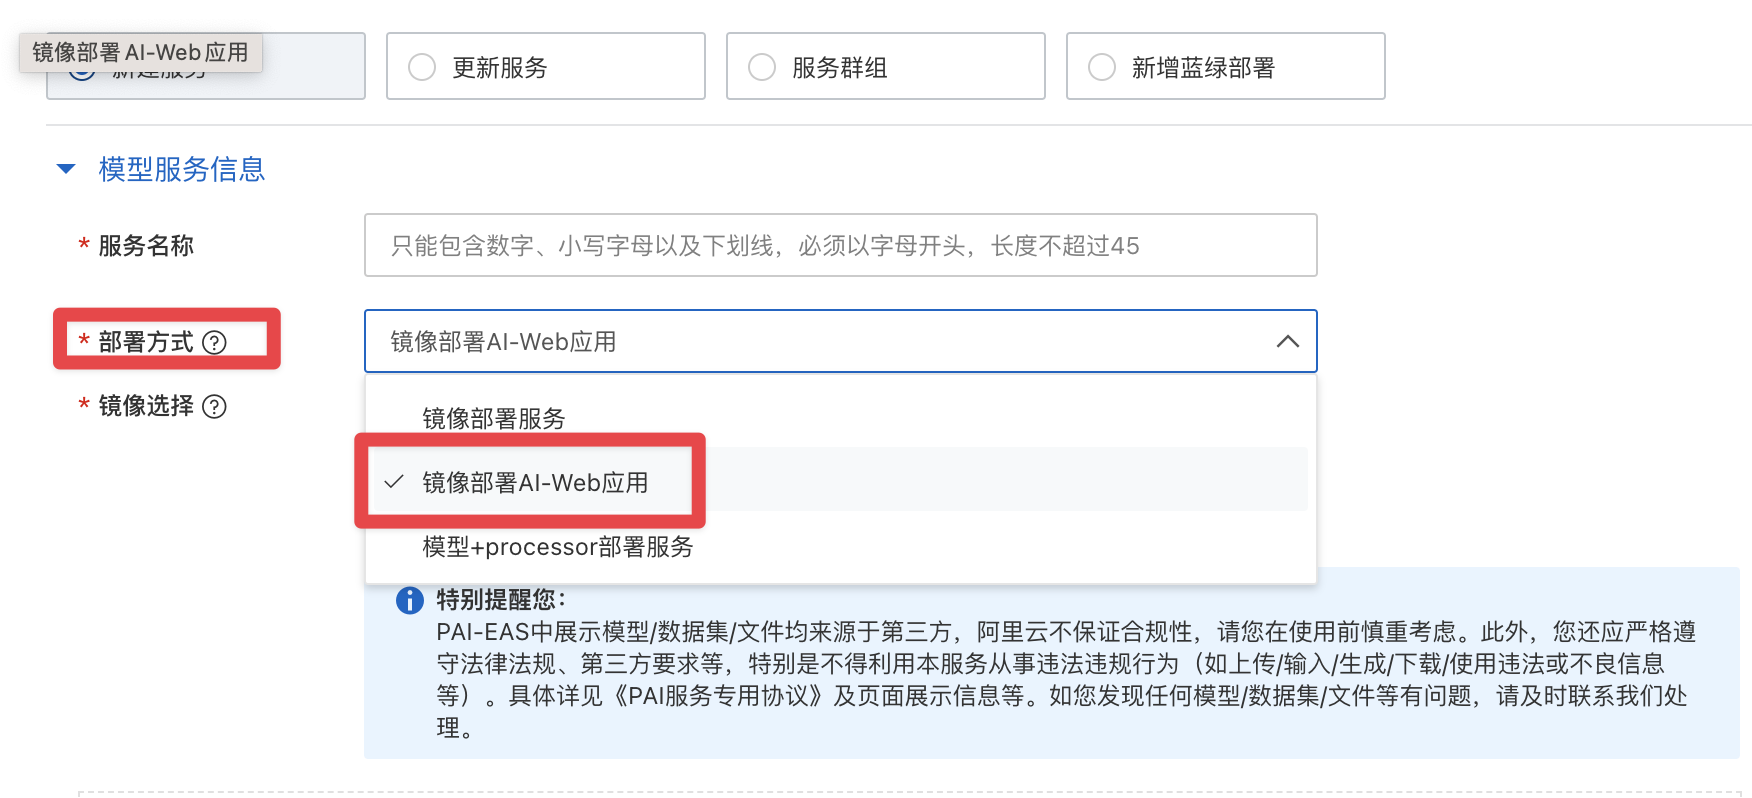 镜像部署AI-Web应用
更新服务
服务群组
新增蓝绿部署
模型服务信息
* 服务名称
只能包含数字、小写字母以及下划线，必须以字母开头，长度不超过45
* 部署方式
镜像部署AI-Web应用
* 镜像选择
镜像部署服务
镜像部署AI-Web应用
模型+processor部署服务
特别提醒您：
PAI-EAS中展示模型/数据集/文件均来源于第三方，阿里云不保证合规性，请您在使用前慎重考虑。此外，您还应严格遵
守法律法规、第三方要求等，特别是不得利用本服务从事违法违规行为（如上传/输入/生成/下载/使用违法或不良信息
等）。具体详见《PAI服务专用协议》及页面展示信息等。如您发现任何模型/数据集/文件等有问题，请及时联系我们处
理。